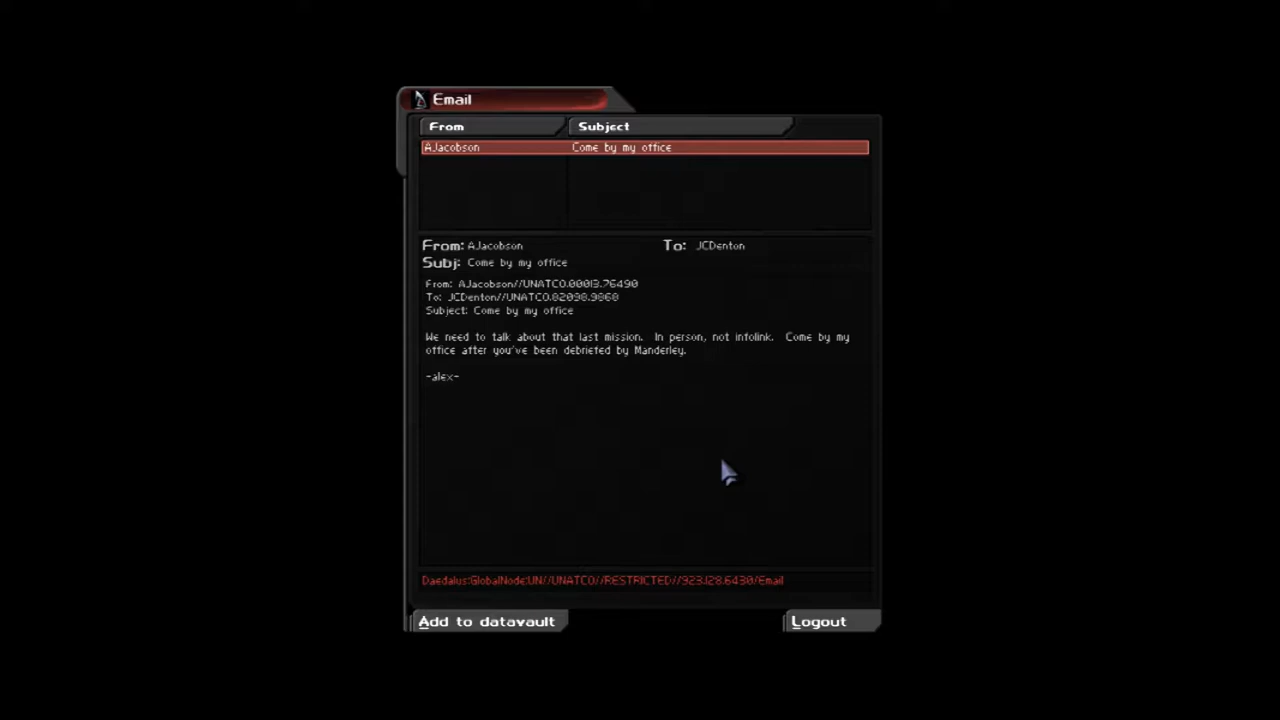 Email
From Subject
AJacobson Come by my office
From: AJacobson To: JCDenton
Subj: Come by my office
From: AJacobson//UNATCO.00013.76490
To: JCDenton//UNATCO.82098.9868
Subject: Come by my office
We need to talk about that last mission. In person, not infolink. Come by my
office after you've been debriefed by Manderley.
-alex-
Daedalus:GlobalNode:UN//UNATCO//RESTRICTED//923.128.6430/Email
Add to datavault Logout